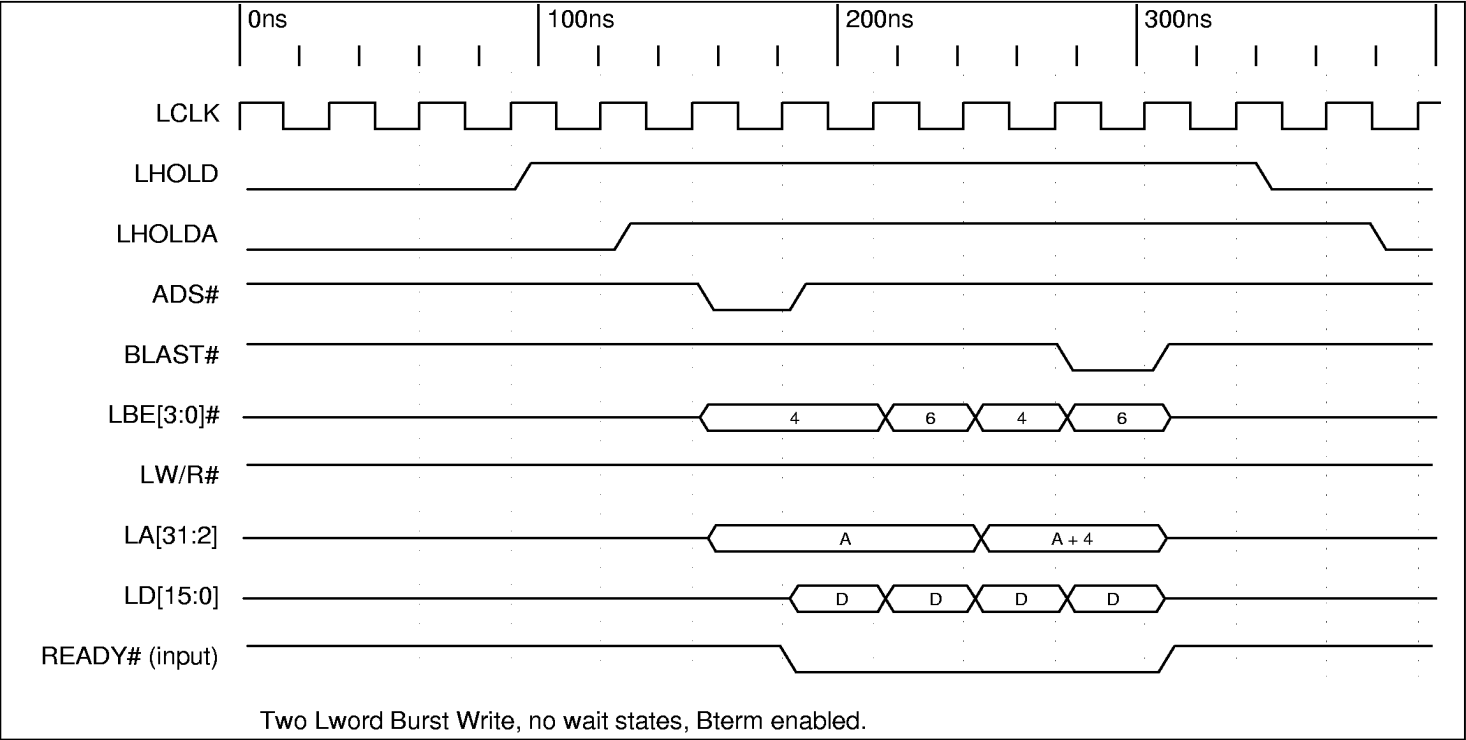 0ns 100ns 200ns 300ns
LCLK
LHOLD
LHOLDA
ADS#
BLAST#
LBE[3:0]# 4 6 4 6
LW/R#
LA[31:2] A A + 4
LD[15:0] D D D D
READY# (input)
Two Lword Burst Write, no wait states, Bterm enabled.